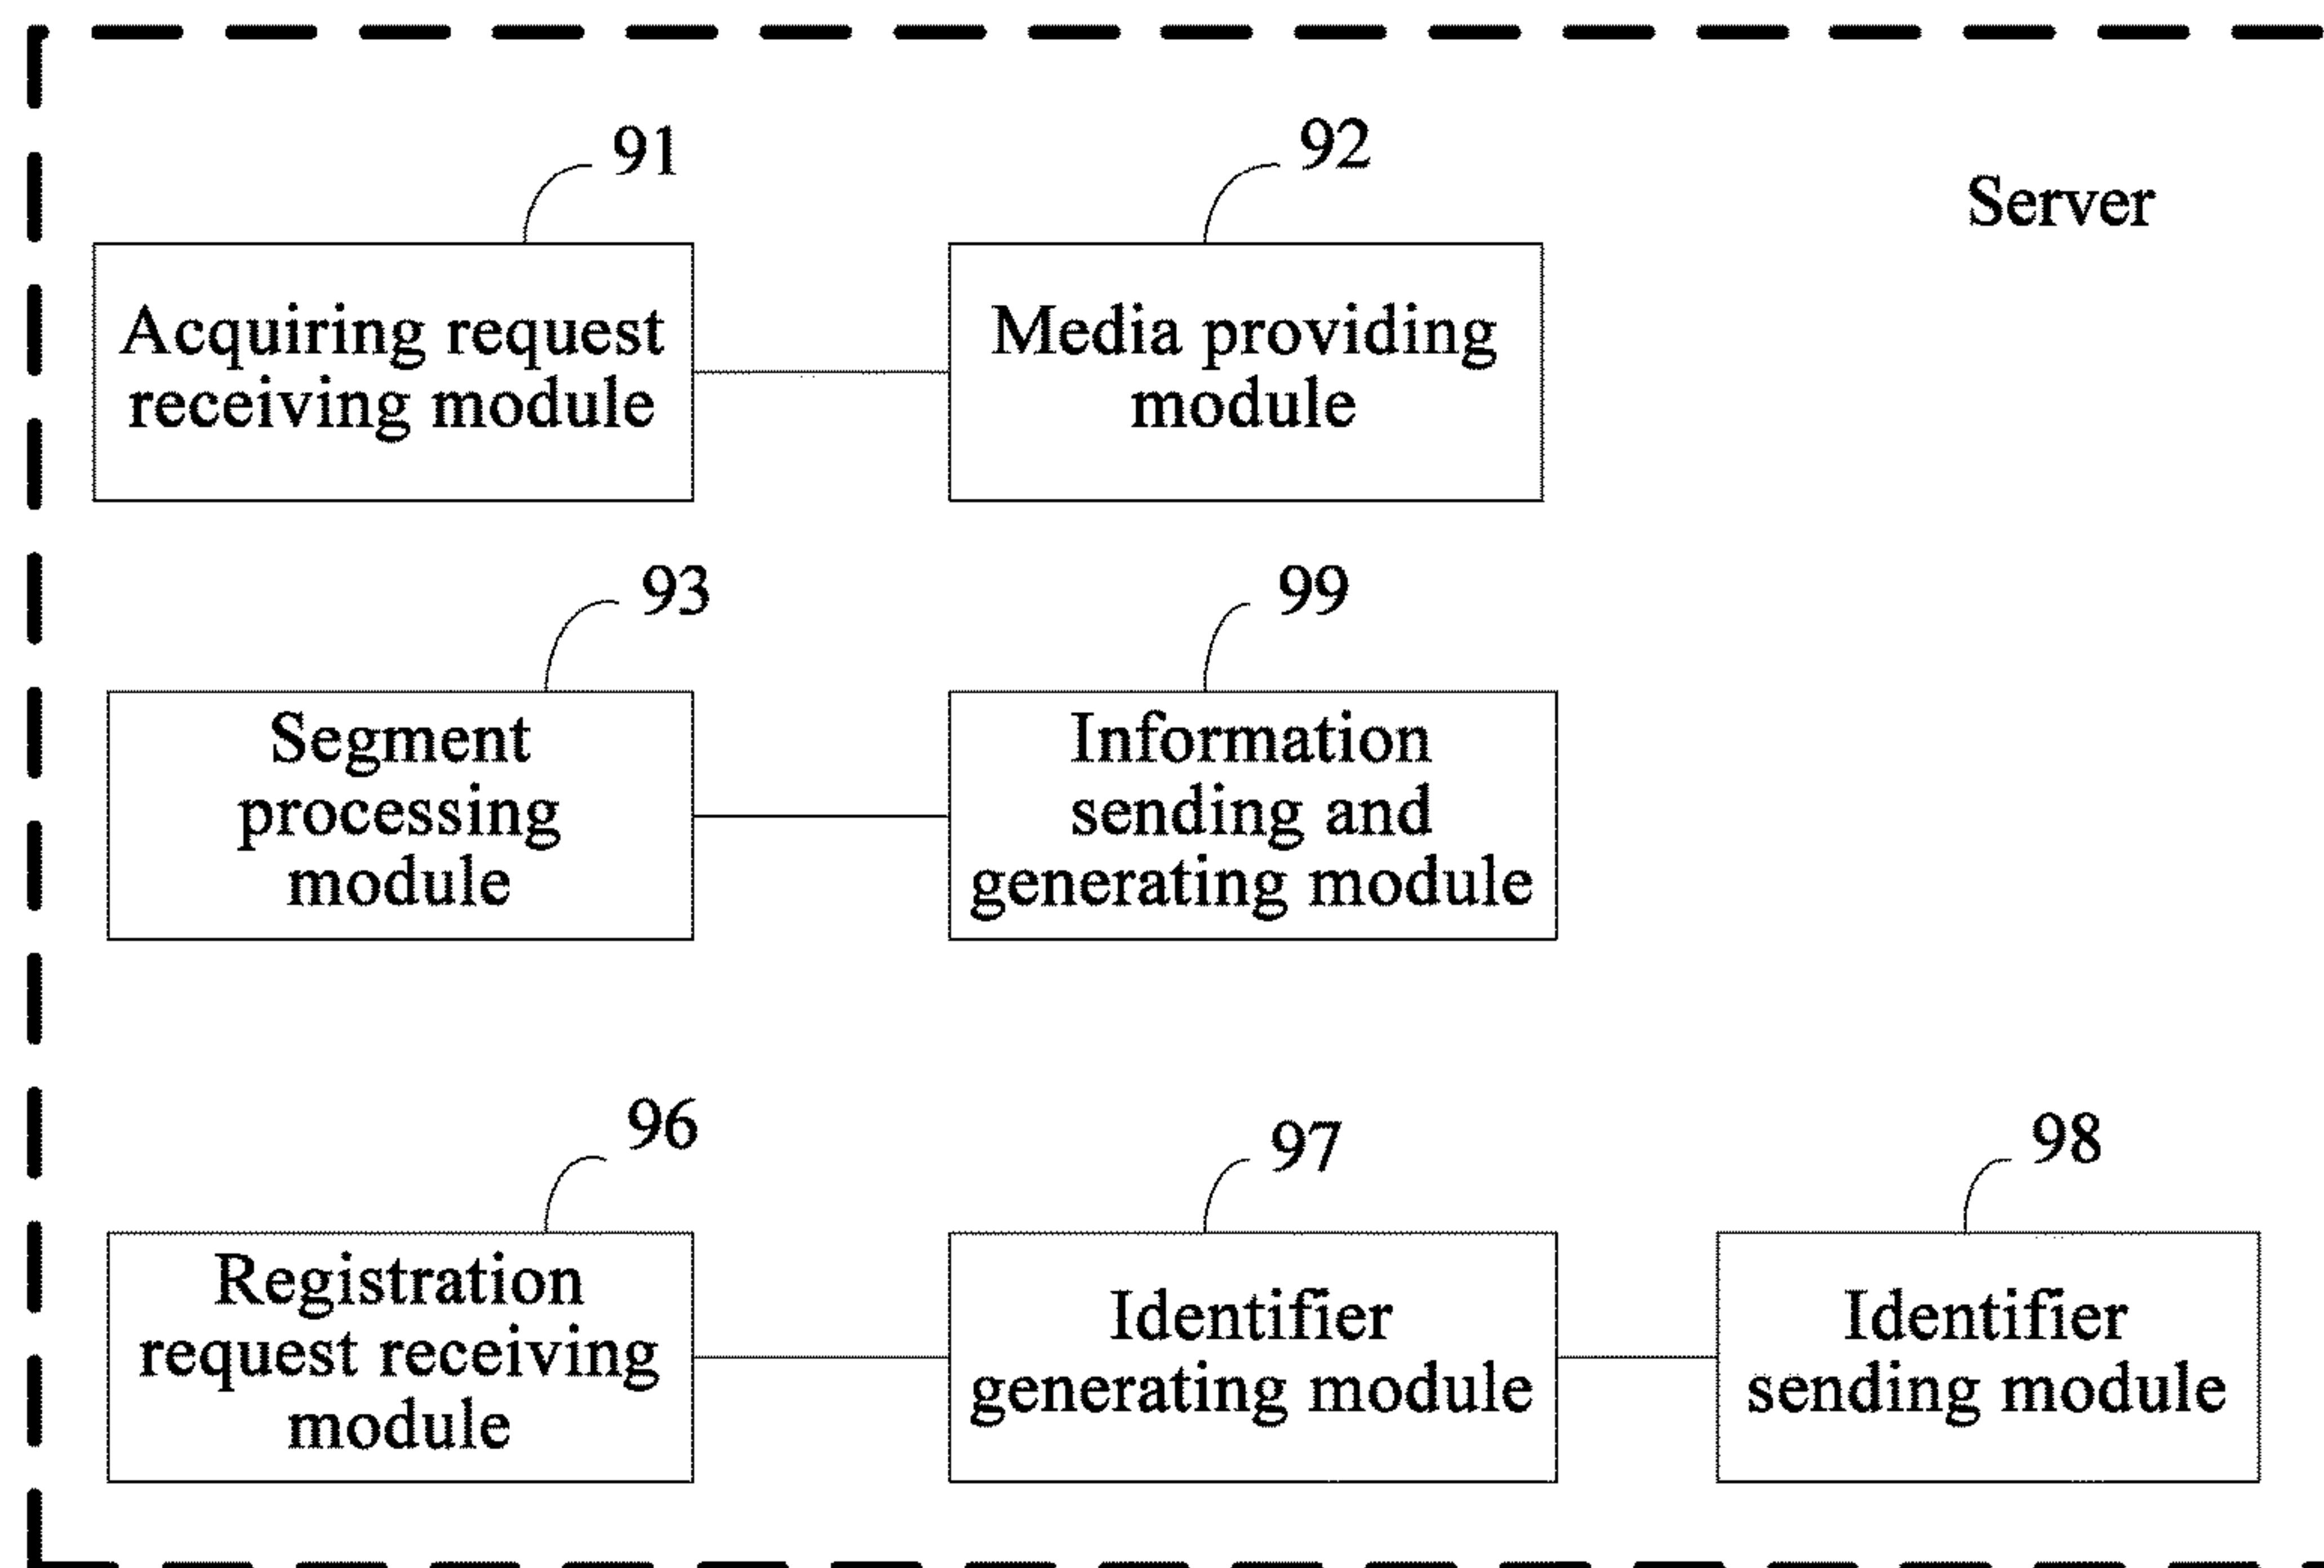 91
92
Server
Acquiring request
receiving module
Media providing
module
93
99
Segment
processing
module
Information
sending and
generating module
96
97
98
Registration
request receiving
module
Identifier
generating module
Identifier
sending module